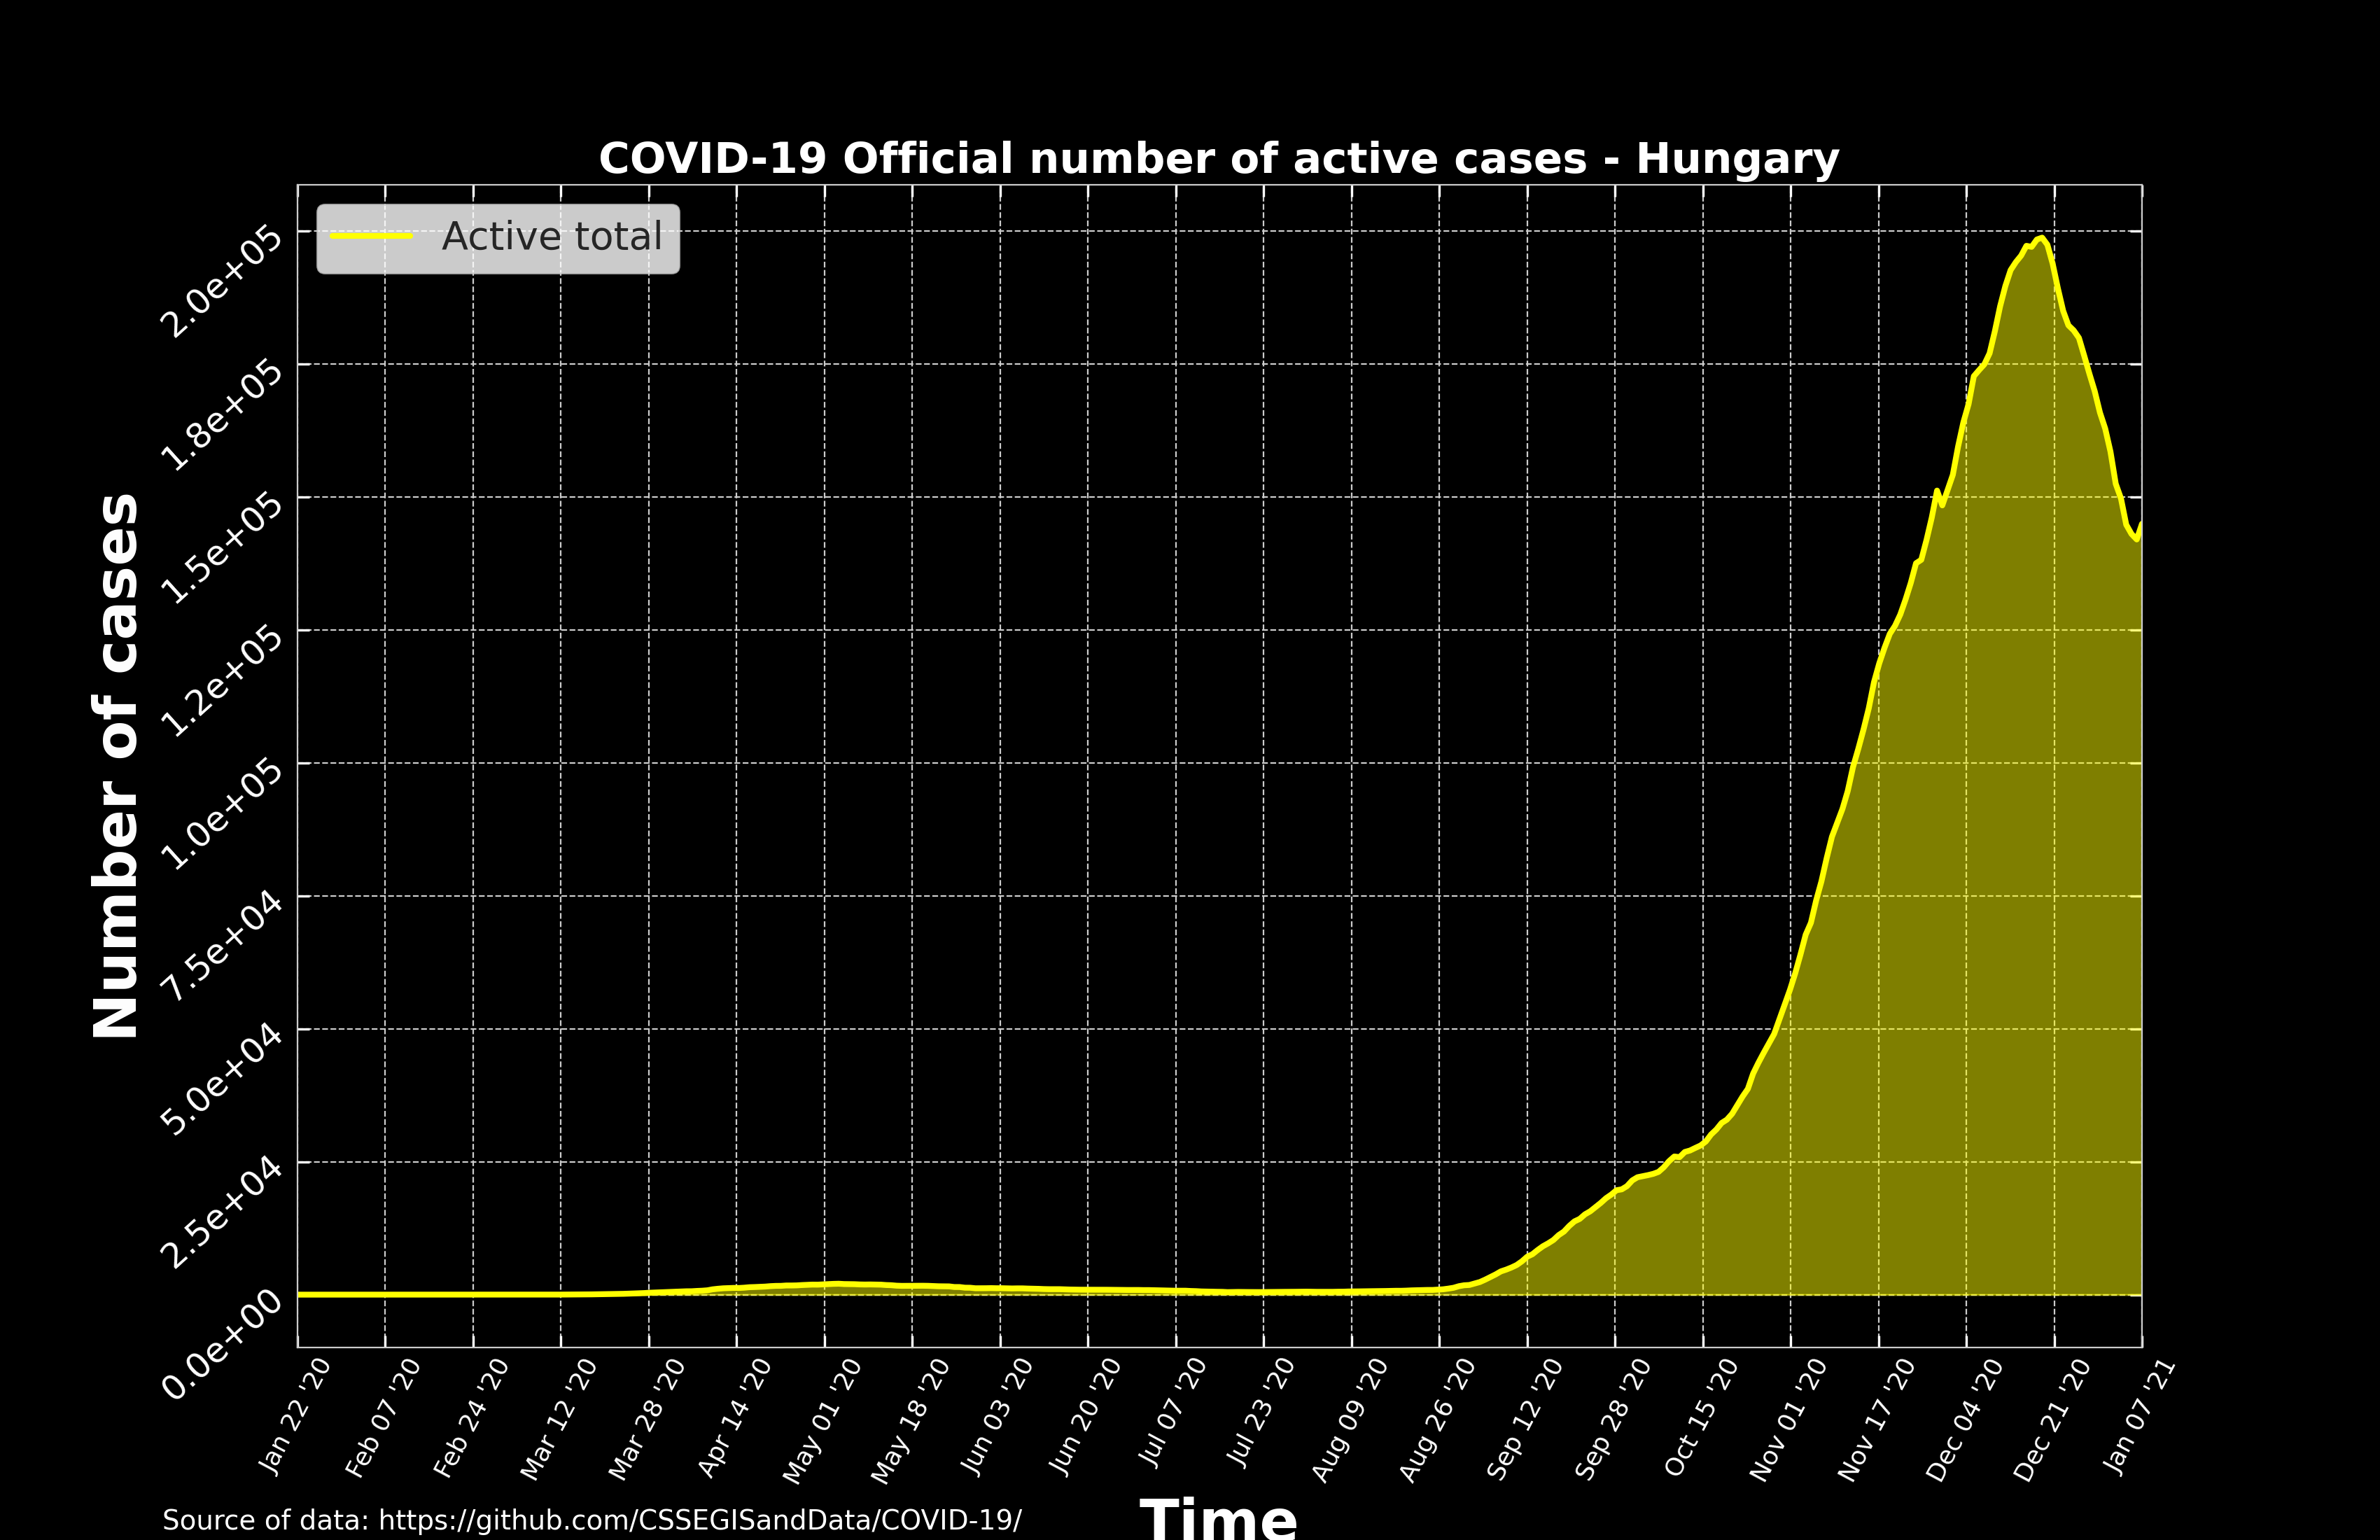 COVID-19 Official number of active cases - Hungary
Active total
Number of cases
2.0e+05
1.8e+05
1.5e+05
1.2e+05
1.0e+05
7.5e+04
5.0e+04
2.5e+04
0.0e+00
Jan 22 '20
Feb 07 '20
Feb 24 '20
Mar 12 '20
Mar 28 '20
Apr 14 '20
May 01 '20
May 18 '20
Jun 03 '20
Jun 20 '20
Jul 07 '20
Jul 23 '20
Aug 09 '20
Aug 26 '20
Sep 12 '20
Sep 28 '20
Oct 15 '20
Nov 01 '20
Nov 17 '20
Dec 04 '20
Dec 21 '20
Jan 07 '21
Time
Source of data: https://github.com/CSSEGISandData/COVID-19/